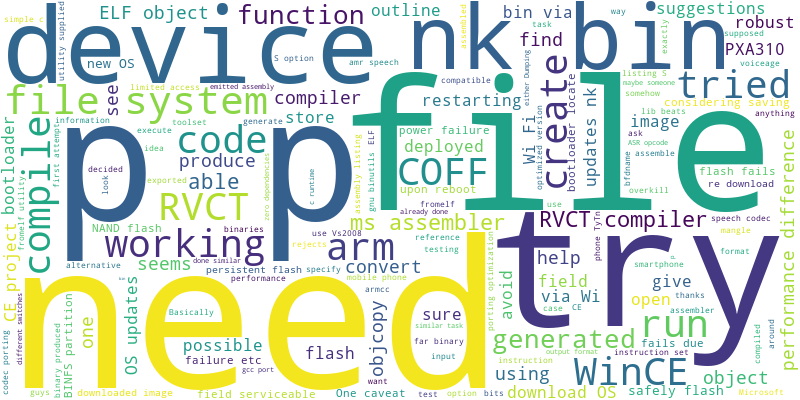 device nk bin
p p file
need try
ELF object
function
outline
bin via
task
way
suggestions
simple c
utility supplied
new OS
S option
find
assembled
exactly
supposed
robust
PXA310
voiceage
file system
see
compiler
amr speech
limited access
emitted assembly
restarting
create
Wi Fi
either Dumping
optimized version
bootloader locate
compatible
updates nk
listing S
maybe someone
somehow
tried
considering saving
anything
information
toolset
generate
store
image
lib beats
code
power failure
deployed
gnu binutils ELF
assembly listing
COFF
ask
ASR opcode
re assemble
bfdname
flash fails
re download
compile
bootloader
fromelf utility
first attempt
execute
idea
produce
able
exported
zero dependencies
upon reboot
fromelf
already done
overkill
NAND flash
decided
look
RVCT
c runtime
ms assembler
reference
testing
RVCT compiler
phone TyTn
speech codec
mangle
performance difference
CE project
alternative
binaries
working
done similar
rejects
arm
use Vs2008
help
use
format
smartphone
CE
case
thanks
assembler
seems
persistent flash
specify
performance
convert
field
via Wi
give
open
OS updates
one
armcc
mobile phone
sure
avoid
porting optimization
around
Basically
generated
run
codec porting
different switches
binary produced
BINFS partition
guys
possible
flash
objcopy
similar task
far binary
input
using
compiled
fails due
instruction set
failure etc
gcc port
want
test
option
bits
instruction
output format
WinCE
object
field serviceable
One caveat
download OS
safely flash
downloaded image
Microsoft